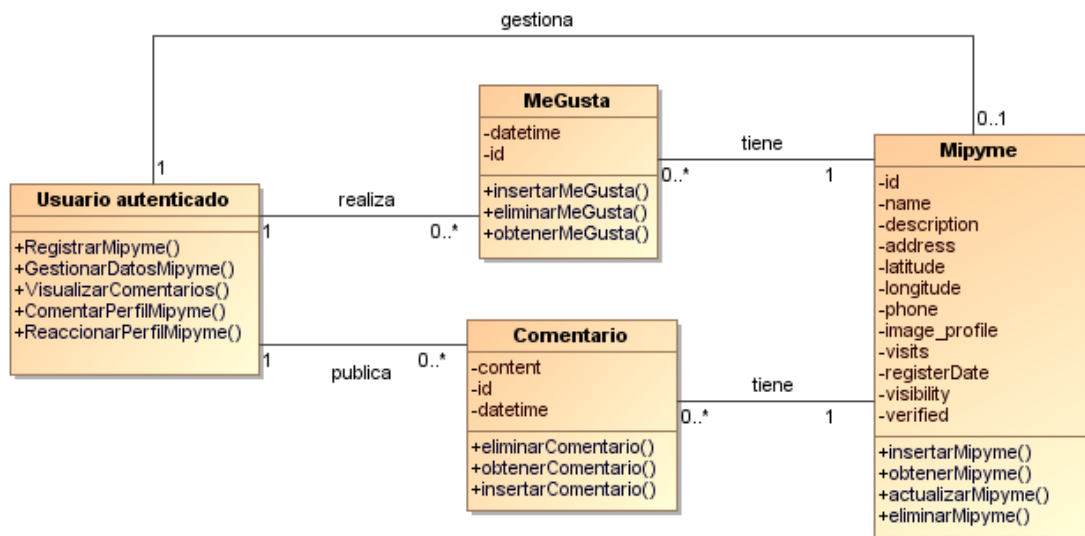 gestiona
1
0..1
Usuario autenticado
+RegistrarMipyme()
+GestionarDatosMipyme()
+VisualizarComentarios()
+ComentarPerfilMipyme()
+ReaccionarPerfilMipyme()
realiza
1
0..*
publica
1
0..*
MeGusta
-datetime
-id
+insertarMeGusta()
+eliminarMeGusta()
+obtenerMeGusta()
tiene
0..*
1
Comentario
-content
-id
-datetime
+eliminarComentario()
+obtenerComentario()
+insertarComentario()
tiene
0..*
1
Mipyme
-id
-name
-description
-address
-latitude
-longitude
-phone
-image_profile
-visits
-registerDate
-visibility
-verified
+insertarMipyme()
+obtenerMipyme()
+actualizarMipyme()
+eliminarMipyme()